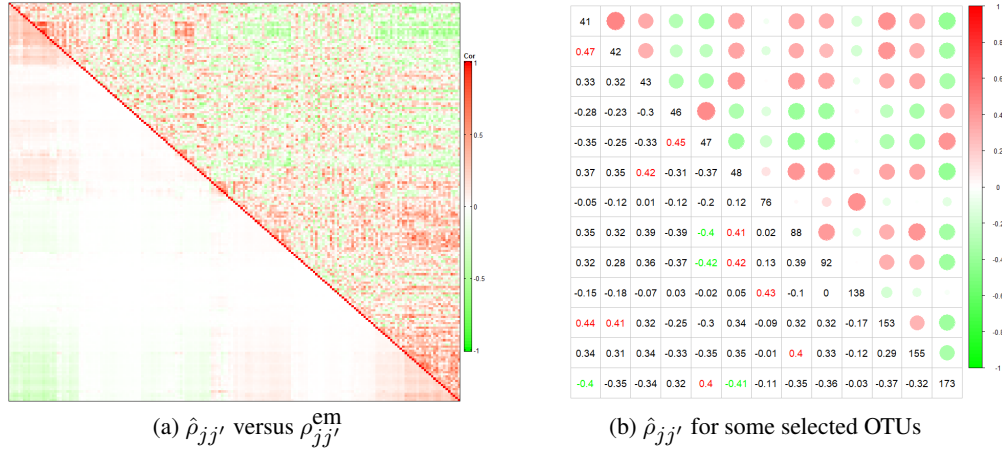 Cor
1
0.5
0
-0.5
-1
41
0.47 42
0.33 0.32 43
-0.28 -0.23 -0.3 46
-0.35 -0.25 -0.33 0.45 47
0.37 0.35 0.42 -0.31 -0.37 48
-0.05 -0.12 0.01 -0.12 -0.2 0.12 76
0.35 0.32 0.39 -0.39 -0.4 0.41 0.02 88
0.32 0.28 0.36 -0.37 -0.42 0.42 0.13 0.39 92
-0.15 -0.18 -0.07 0.03 -0.02 0.05 0.43 -0.1 0 138
0.44 0.41 0.32 -0.25 -0.3 0.34 -0.09 0.32 0.32 -0.17 153
0.34 0.31 0.34 -0.33 -0.35 0.35 -0.01 0.4 0.33 -0.12 0.29 155
-0.4 -0.35 -0.34 0.32 0.4 -0.41 -0.11 -0.35 -0.36 -0.03 -0.37 -0.32 173
1
0.8
0.6
0.4
0.2
0
-0.2
-0.4
-0.6
-0.8
-1
(a) ρ̂jj′ versus ρjj′^em
(b) ρ̂jj′ for some selected OTUs